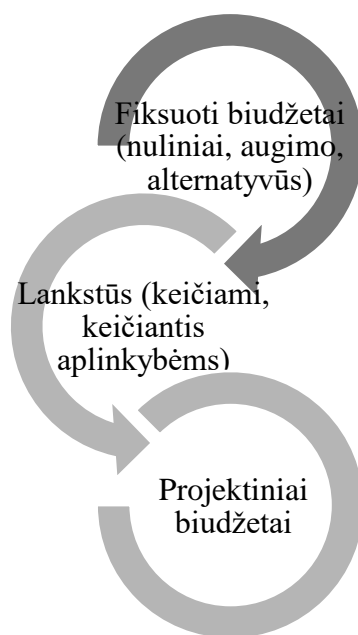 Fiksuoti biudžetai
(nuliniai, augimo,
alternatyvūs)
Lankstūs (keičiami,
keičiantis
aplinkybėms)
Projektiniai
biudžetai